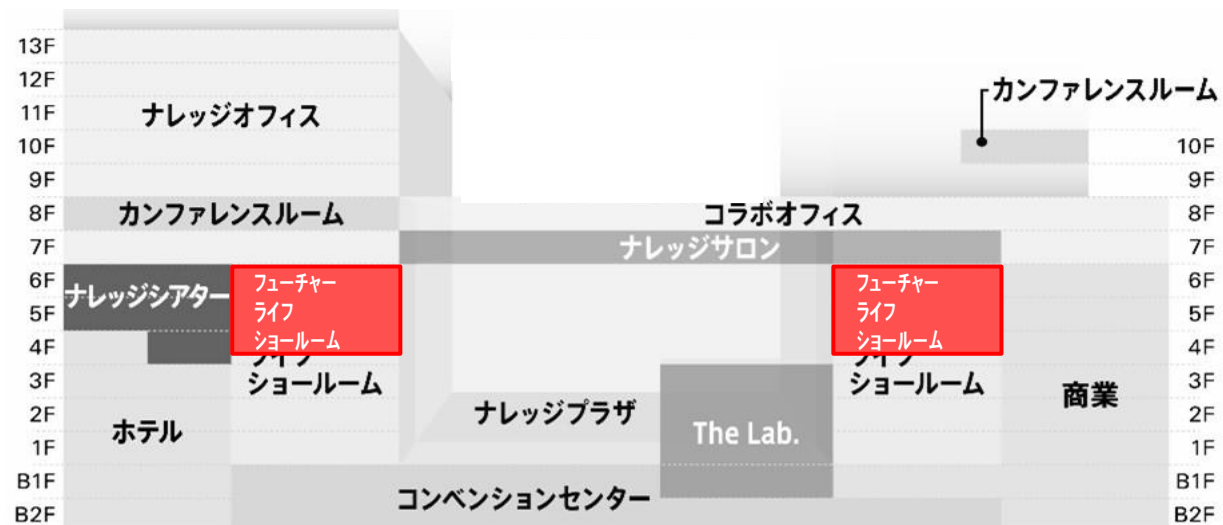 13F
12F
11F
10F
9F
8F
7F
6F
5F
4F
3F
2F
1F
B1F
B2F
ナレッジオフィス
カンファレンスルーム
カンファレンスルーム
コラボオフィス
ナレッジサロン
ナレッジシアター
フューチャー
ライフ
ショールーム
ライフ
ショールーム
フューチャー
ライフ
ショールーム
ライフ
ショールーム
ホテル
ナレッジプラザ
The Lab.
商業
コンベンションセンター
10F
9F
8F
7F
6F
5F
4F
3F
2F
1F
B1F
B2F